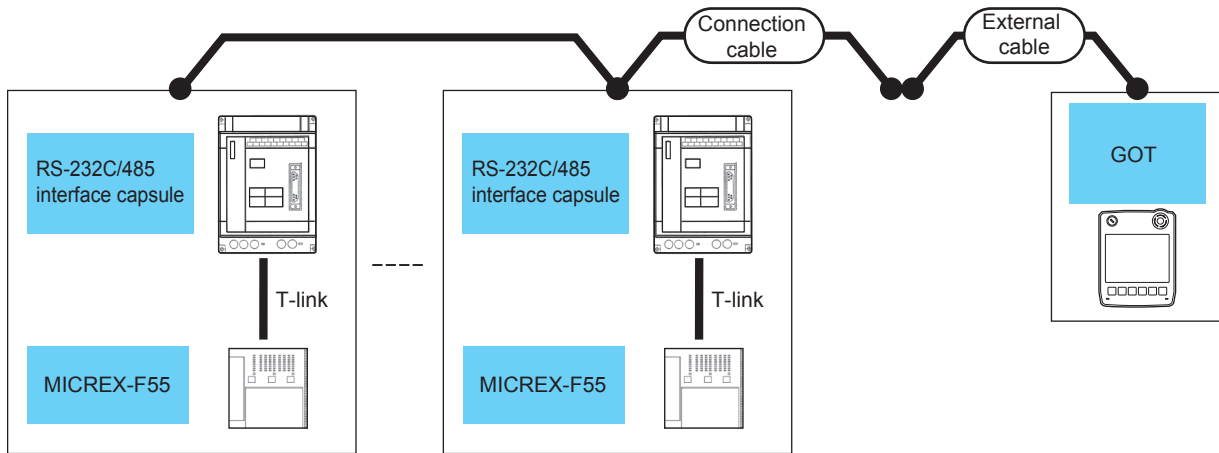 Connection
cable
External
cable
RS-232C/485
interface capsule
T-link
MICREX-F55
RS-232C/485
interface capsule
T-link
MICREX-F55
GOT